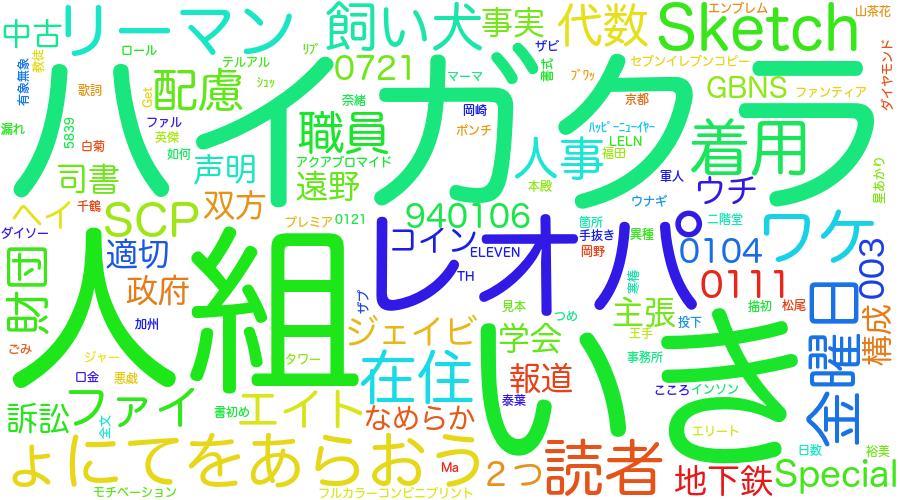 中古
リーマン
飼い犬
事実
代数
Sketch
エンブレム
山茶花
ロール
教徒
有象無象
歌詞
テルアル
ﾘﾌﾞ
ｼｭｯ
0721
マーマ
ザビ
書式
セブンイレブンコピー
ﾌﾞﾜｯ
京都
GBNS
ファンティア
ダイヤモンド
ハイガクラ
配慮
Get
ファル
英傑
5839
漏れ
白菊
如何
声明
職員
奈緒
岡崎
ポンチ
ﾊｯﾋﾟｰﾆｭｰｲﾔｰ
LELN
福田
着用
人事
アクアブロマイド
遠野
本殿
軍人
ウチ
ウナギ
星あかり
司書
千鶴
双方
ヘイ
SCP
プレミア
0121
940106
箇所
手抜き
異種
二階堂
ワケ
ダイソー
適切
コイン
ELEVEN
岡野
0104
003
レオパ
TH
寒椿
0111
財団
人組
政府
加州
ザブ
見本
つめ
主張
描初
松尾
金曜日
構成
ごみ
ジャー
口金
悪戯
タワー
ジェイビ
学会
王手
投下
事務所
いき
在住
報道
こころ
インソン
訴訟
ファイ
全文
書初め
エイト
なめらか
泰葉
エリート
ょにてをあらおう
Ma
２つ
読者
地下鉄
日数
裕美
Special
モチベーション
フルカラーコンビニプリント